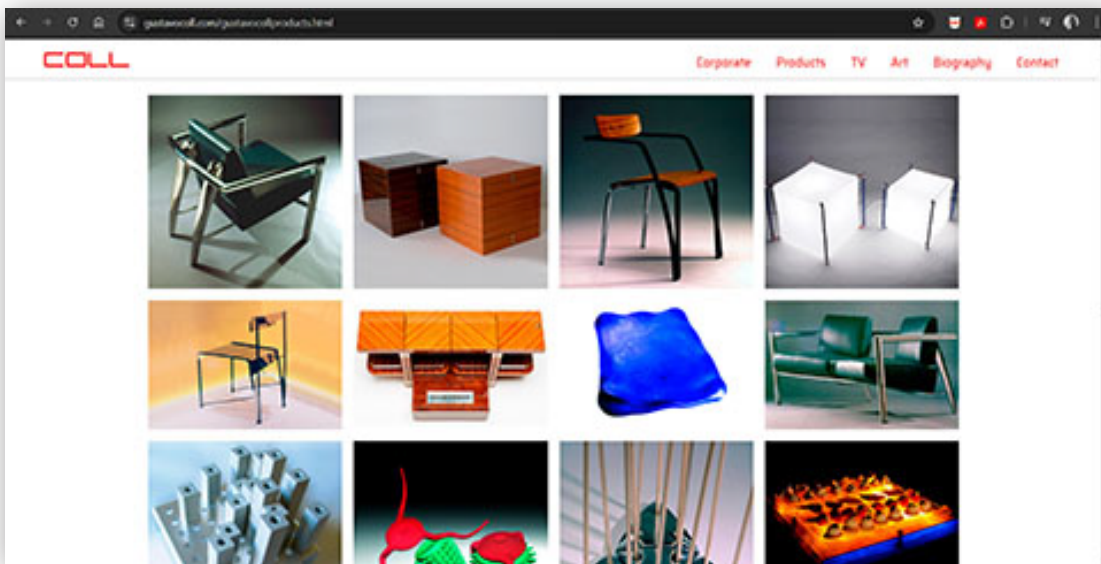 gustavocoll.com/gustavocollproducts.html
COLL
Corporate Products TV Art Biography Contact